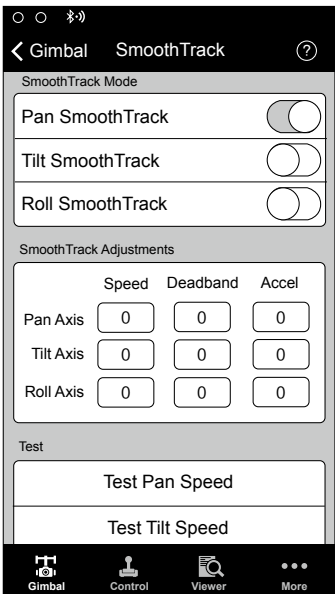 Gimbal SmoothTrack ?
SmoothTrack Mode
Pan SmoothTrack
Tilt SmoothTrack
Roll SmoothTrack
SmoothTrack Adjustments
Speed Deadband Accel
Pan Axis 0 0 0
Tilt Axis 0 0 0
Roll Axis 0 0 0
Test
Test Pan Speed
Test Tilt Speed
Gimbal Control Viewer More